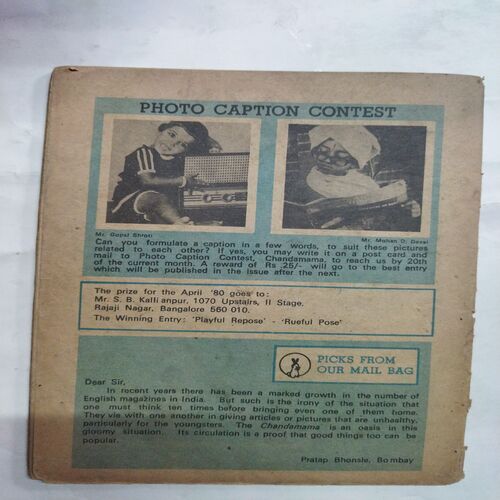 PHOTO CAPTION CONTEST
Mr. Gopal Shroti
Mr. Mohan D. Desai
Can you formulate a caption in a few words, to suit these pictures
related to each other? If yes, you may write it on a post card and
mail to Photo Caption Contest, Chandamama, to reach us by 20th
of the current month. A reward of Rs .25/- will go to the best entry
which will be published in the issue after the next.
The prize for the April '80 goes to:
Mr. S. B. Kalli anpur, 1070 Upstairs, II Stage,
Rajaji Nagar, Bangalore 560 010.
The Winning Entry: 'Playful Repose' - 'Rueful Pose'
PICKS FROM
OUR MAIL BAG
Dear Sir,
In recent years there has been a marked growth in the number of
English magazines in India. But such is the irony of the situation that
one must think ten times before bringing even one of them home.
They vie with one another in giving articles or pictures that are unhealthy,
particularly for the youngsters. The Chandamama is an oasis in this
gloomy situation. Its circulation is a proof that good things too can be
popular.
Pratap Bhonsle, Bombay